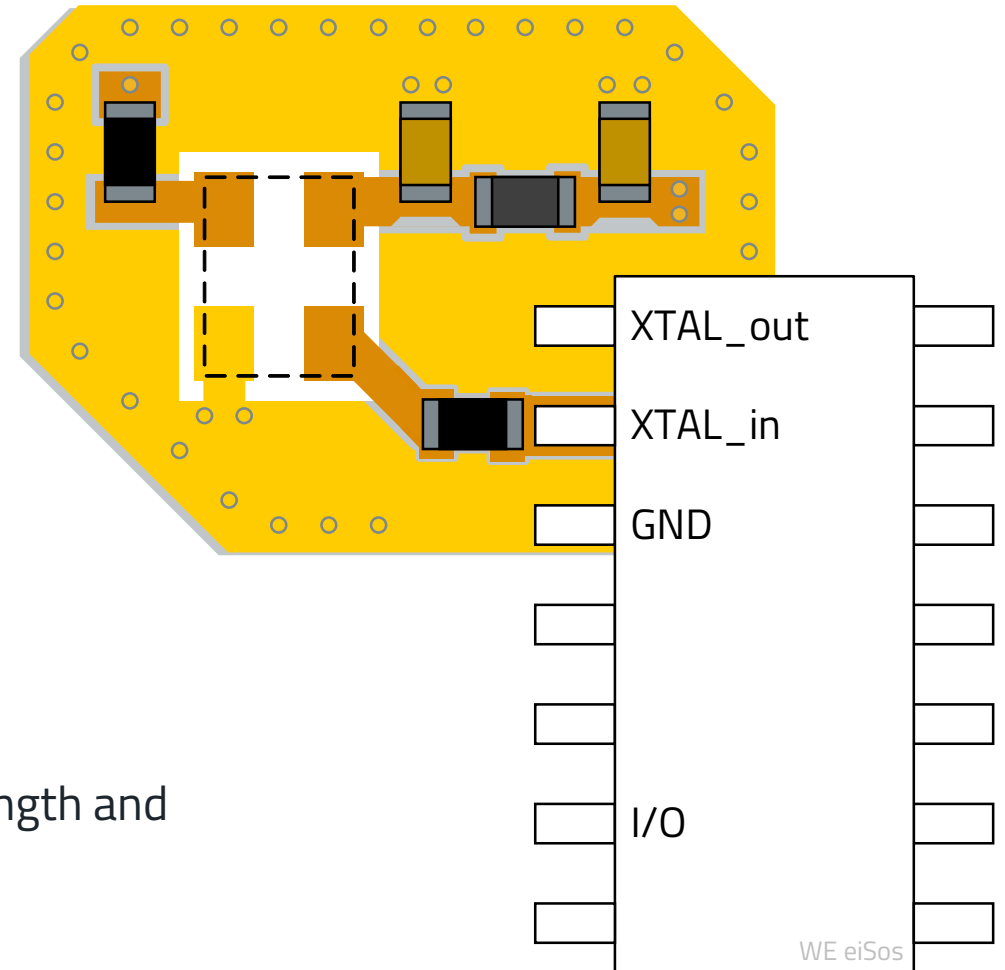 XTAL_out
XTAL_in
GND
ngth and
I/O
WE eiSos